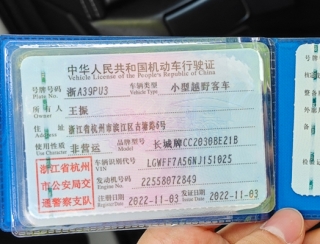 中华人民共和国机动车行驶证
Vehicle License of the People's Republic of China
号牌号码 浙A39PU3 车辆类型 小型越野客车
Plate No. Vehicle Type
所有人 王振
Owner
住址 浙江省杭州市滨江区古塘路8号
Address
使用性质 非营运 品牌型号 长城牌CC2030BE21B
Use Character Model
浙江省杭州
市公安局交
通警察支队
车辆识别代号 LGWFF7A56NJ151025
VIN
发动机号码 22558072849
Engine No.
注册日期 2022-11-03 发证日期 2022-11-03
Register Date Issue Date